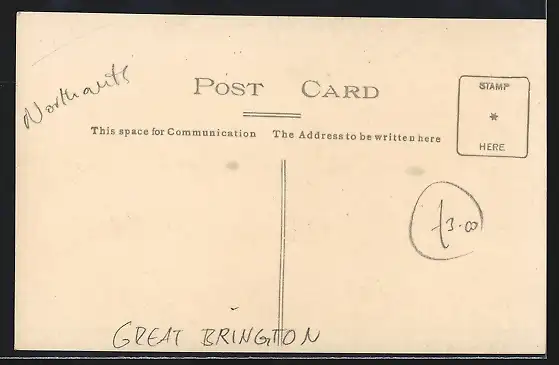 Northants
POST CARD
STAMP
*
HERE
This space for Communication The Address to be written here
£3.00
GREAT BRINGTON